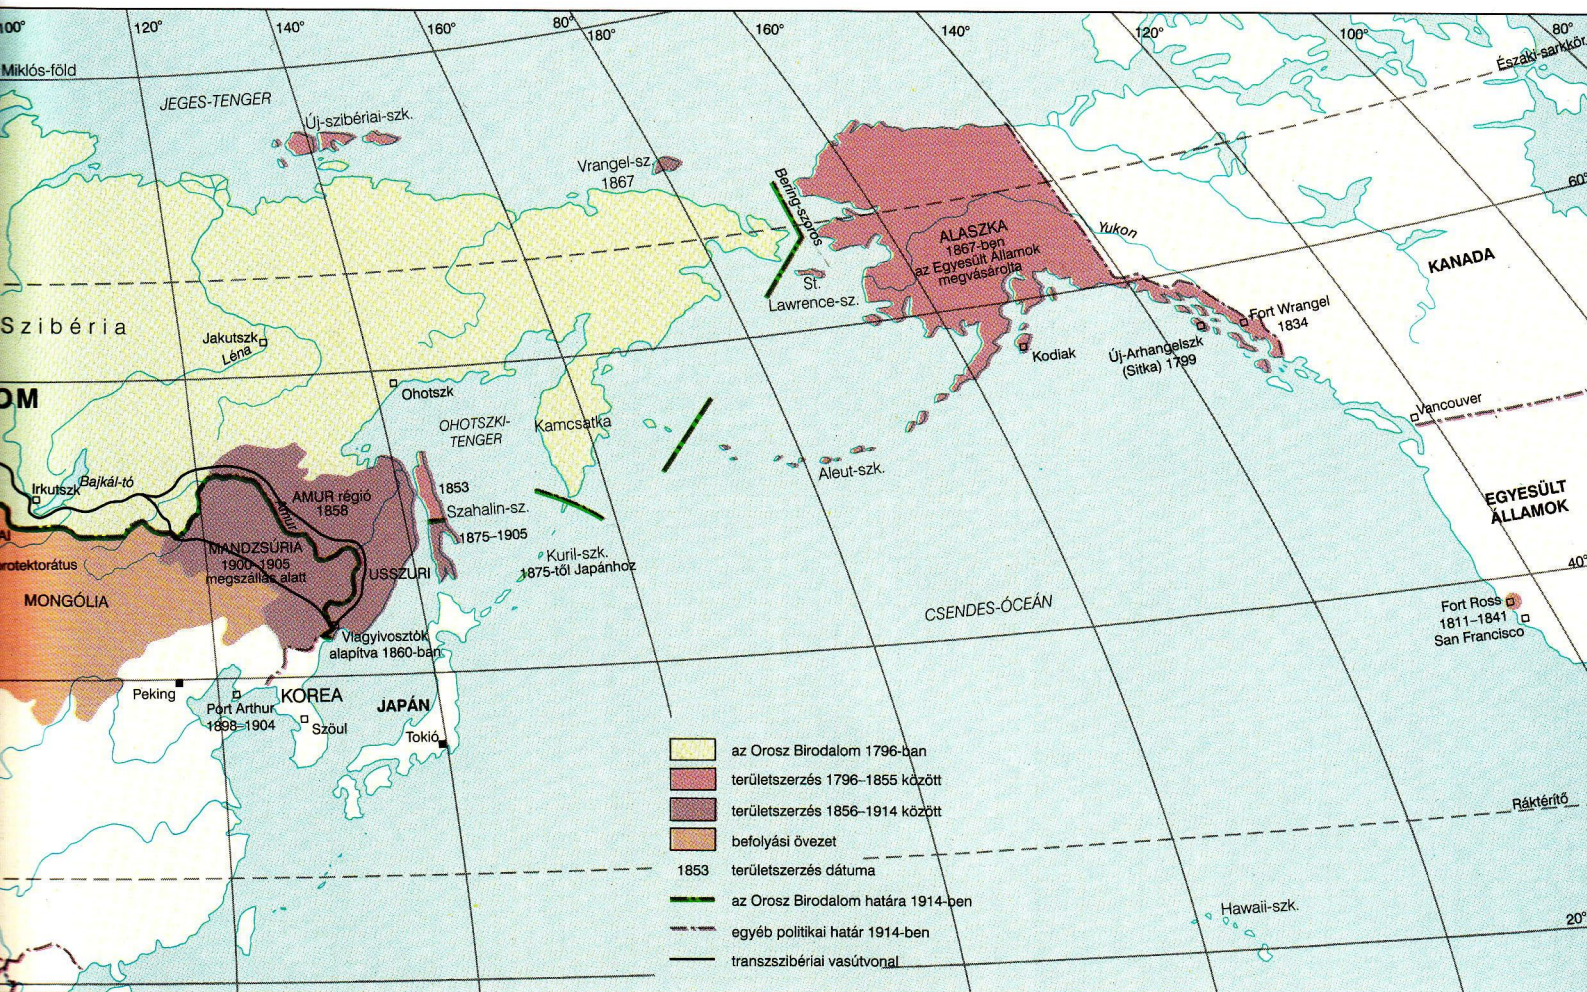 100°
120°
140°
160°
80°
180°
160°
140°
120°
100°
80°
Miklós-föld
JEGES-TENGER
Új-szibériai-szk.
Vrangel-sz.
1867
Bering-szoros
Északi-sarkkör
60°
ALASZKA
1867-ben
az Egyesült Államok
megvásárolta
Yukon
KANADA
St.
Lawrence-sz.
Szibéria
Jakutszk
Léna
Fort Wrangel
1834
Kodiak
Új-Arhangelszk
(Sitka) 1799
OM
Ohotszk
OHOTSZKI-
TENGER
Kamcsatka
Vancouver
Aleut-szk.
Irkutszk
Bajkál-tó
AMUR régió
1858
Amur
1853
Szahalin-sz.
1875–1905
EGYESÜLT
ÁLLAMOK
AI
protektorátus
MANDZSÚRIA
1900–1905
megszállás alatt
USSZURI
Kuril-szk.
1875-től Japánhoz
40°
MONGÓLIA
CSENDES-ÓCEÁN
Fort Ross
1811–1841
San Francisco
Vlagyivosztok
alapítva 1860-ban
Peking
Port Arthur
1898–1904
KOREA
Szöul
JAPÁN
Tokió
az Orosz Birodalom 1796-ban
területszerzés 1796–1855 között
területszerzés 1856–1914 között
befolyási övezet
1853 területszerzés dátuma
az Orosz Birodalom határa 1914-ben
egyéb politikai határ 1914-ben
transzszibériai vasútvonal
Ráktérítő
Hawaii-szk.
20°